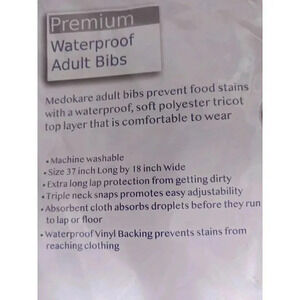 Premium
Waterproof
Adult Bibs
Medokare adult bibs prevent food stains
with a waterproof, soft polyester tricot
top layer that is comfortable to wear
• Machine washable
• Size 37 inch Long by 18 inch Wide
• Extra long lap protection from getting dirty
• Triple neck snaps promotes easy adjustability
• Absorbent cloth absorbs droplets before they run
to lap or floor
• Waterproof Vinyl Backing prevents stains from
reaching clothing